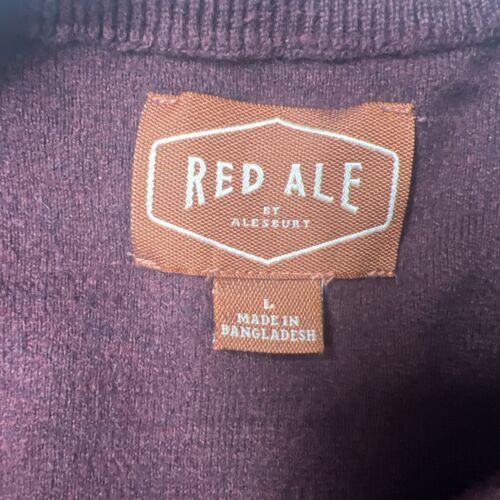 RED ALE
BY
ALESBURY
L
MADE IN
BANGLADESH